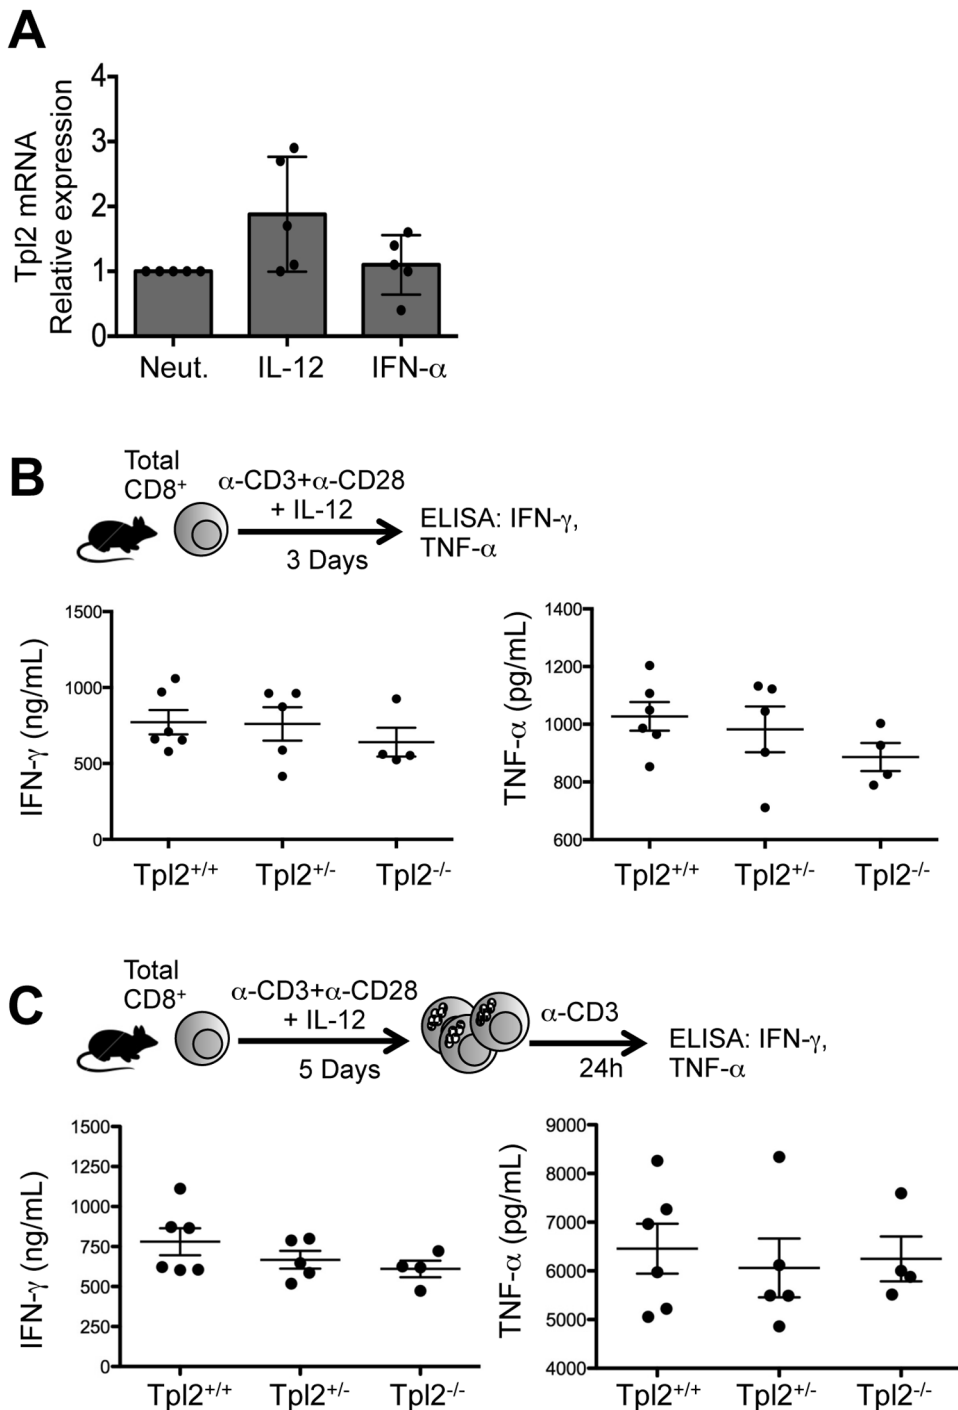 A
Tpl2 mRNA
Relative expression
4
3
2
1
0
Neut.
IL-12
IFN-α
B
Total
CD8⁺
α-CD3+α-CD28
+ IL-12
3 Days
ELISA: IFN-γ,
TNF-α
IFN-γ (ng/mL)
1500
1000
500
0
Tpl2⁺/⁺
Tpl2⁺/⁻
Tpl2⁻/⁻
TNF-α (pg/mL)
1400
1200
1000
800
600
Tpl2⁺/⁺
Tpl2⁺/⁻
Tpl2⁻/⁻
C
Total
CD8⁺
α-CD3+α-CD28
+ IL-12
5 Days
α-CD3
24h
ELISA: IFN-γ,
TNF-α
IFN-γ (ng/mL)
1500
1250
1000
750
500
250
0
Tpl2⁺/⁺
Tpl2⁺/⁻
Tpl2⁻/⁻
TNF-α (pg/mL)
9000
8000
7000
6000
5000
4000
Tpl2⁺/⁺
Tpl2⁺/⁻
Tpl2⁻/⁻